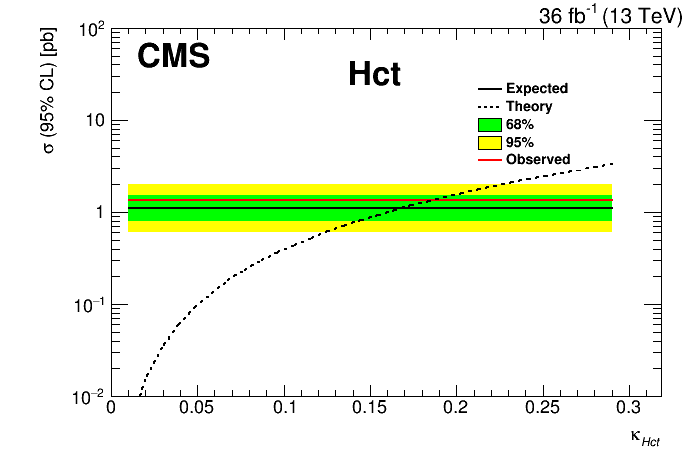 36 fb⁻¹ (13 TeV)
CMS
Hct
σ (95% CL) [pb]
Expected
Theory
68%
95%
Observed
10²
10
1
10⁻¹
10⁻²
0 0.05 0.1 0.15 0.2 0.25 0.3
κ_Hct